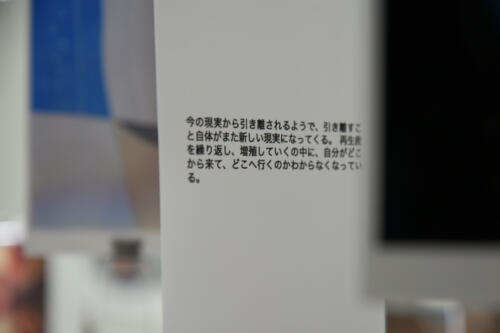 今の現実から引き離されるようで、引き離すこ
と自体がまた新しい現実になってくる。 再生
を繰り返し、増殖していくの中に、自分がどこ
から来て、どこへ行くのかわからなくなってい
る。